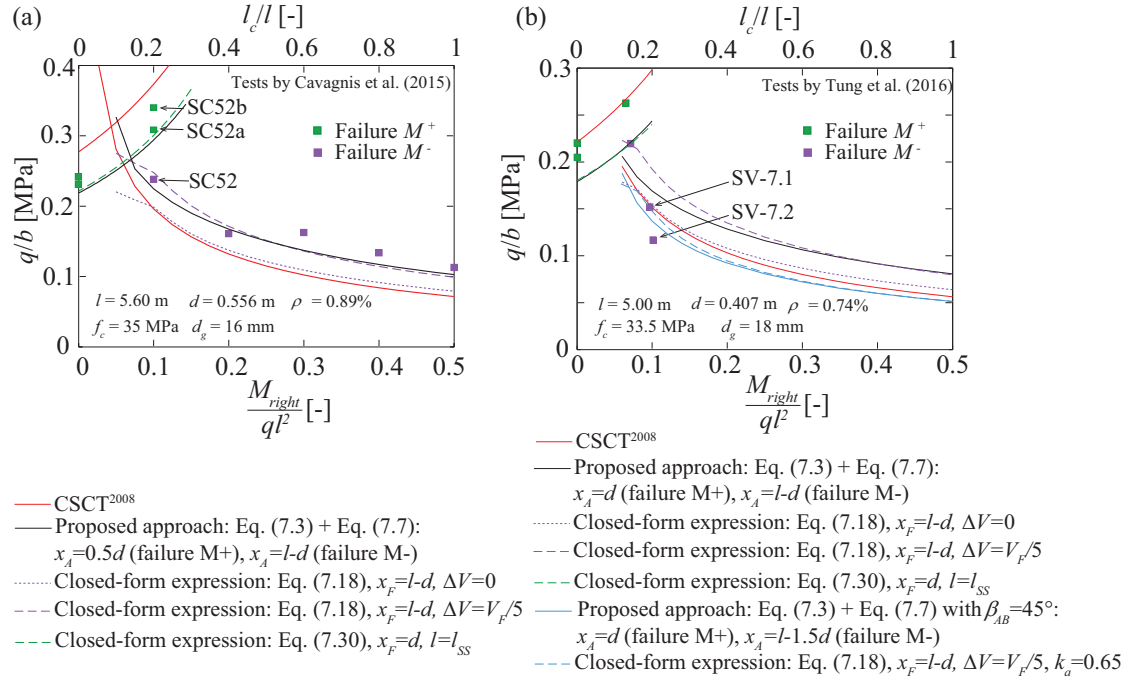 (a)
l_c/l [-]
0 0.2 0.4 0.6 0.8 1
Tests by Cavagnis et al. (2015)
SC52b
SC52a
SC52
Failure M⁺
Failure M⁻
q/b [MPa]
0.4
0.3
0.2
0.1
0
l = 5.60 m d = 0.556 m ρ = 0.89%
f_c = 35 MPa d_g = 16 mm
0 0.1 0.2 0.3 0.4 0.5
M_right
ql² [-]
CSCT²⁰⁰⁸
Proposed approach: Eq. (7.3) + Eq. (7.7):
x_A=0.5d (failure M+), x_A=l-d (failure M-)
Closed-form expression: Eq. (7.18), x_F=l-d, ΔV=0
Closed-form expression: Eq. (7.18), x_F=l-d, ΔV=V_F/5
Closed-form expression: Eq. (7.30), x_F=d, l=l_SS
(b)
l_c/l [-]
0 0.2 0.4 0.6 0.8 1
Tests by Tung et al. (2016)
Failure M⁺
Failure M⁻
SV-7.1
SV-7.2
q/b [MPa]
0.3
0.2
0.1
0
l = 5.00 m d = 0.407 m ρ = 0.74%
f_c = 33.5 MPa d_g = 18 mm
0 0.1 0.2 0.3 0.4 0.5
M_right
ql² [-]
CSCT²⁰⁰⁸
Proposed approach: Eq. (7.3) + Eq. (7.7):
x_A=d (failure M+), x_A=l-d (failure M-)
Closed-form expression: Eq. (7.18), x_F=l-d, ΔV=0
Closed-form expression: Eq. (7.18), x_F=l-d, ΔV=V_F/5
Closed-form expression: Eq. (7.30), x_F=d, l=l_SS
Proposed approach: Eq. (7.3) + Eq. (7.7) with β_AB=45°:
x_A=d (failure M+), x_A=l-1.5d (failure M-)
Closed-form expression: Eq. (7.18), x_F=l-d, ΔV=V_F/5, k_a=0.65